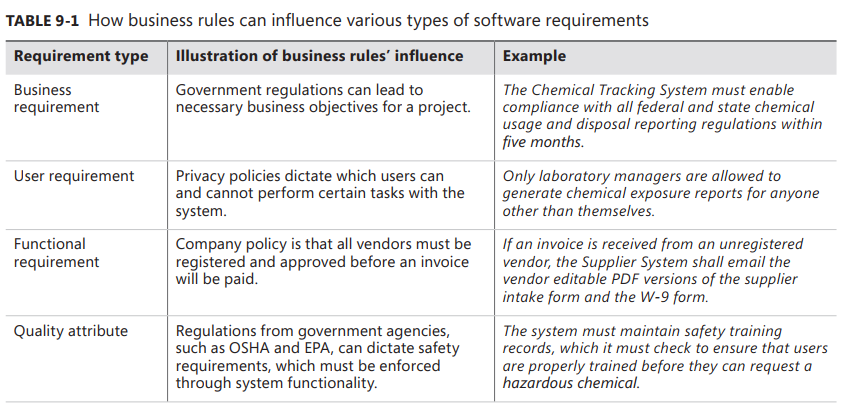 TABLE 9-1 How business rules can influence various types of software requirements
Requirement type
Illustration of business rules’ influence
Example
Business
requirement
Government regulations can lead to
necessary business objectives for a project.
The Chemical Tracking System must enable
compliance with all federal and state chemical
usage and disposal reporting regulations within
five months.
User requirement
Privacy policies dictate which users can
and cannot perform certain tasks with the
system.
Only laboratory managers are allowed to
generate chemical exposure reports for anyone
other than themselves.
Functional
requirement
Company policy is that all vendors must be
registered and approved before an invoice
will be paid.
If an invoice is received from an unregistered
vendor, the Supplier System shall email the
vendor editable PDF versions of the supplier
intake form and the W-9 form.
Quality attribute
Regulations from government agencies,
such as OSHA and EPA, can dictate safety
requirements, which must be enforced
through system functionality.
The system must maintain safety training
records, which it must check to ensure that users
are properly trained before they can request a
hazardous chemical.